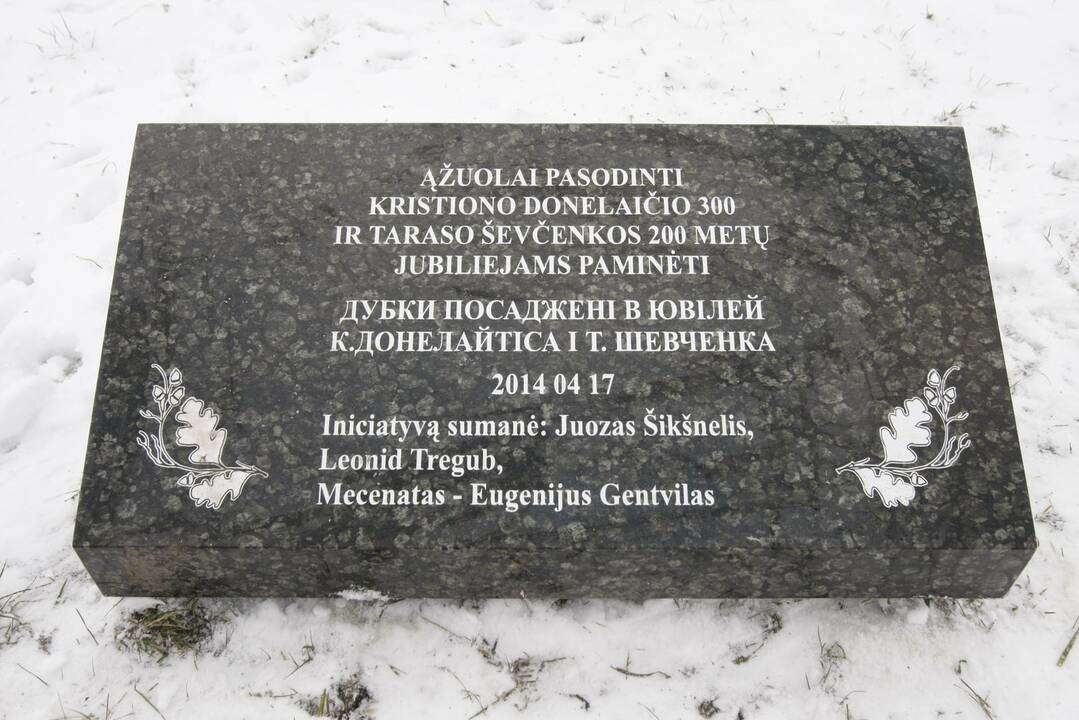 ĄŽUOLAI PASODINTI
KRISTIONO DONELAIČIO 300
IR TARASO ŠEVČENKOS 200 METŲ
JUBILIEJAMS PAMINĖTI
ДУБКИ ПОСАДЖЕНІ В ЮВІЛЕЙ
К.ДОНЕЛАЙТІСА І Т. ШЕВЧЕНКА
2014 04 17
Iniciatyvą sumanė: Juozas Šikšnelis,
Leonid Tregub,
Mecenatas - Eugenijus Gentvilas